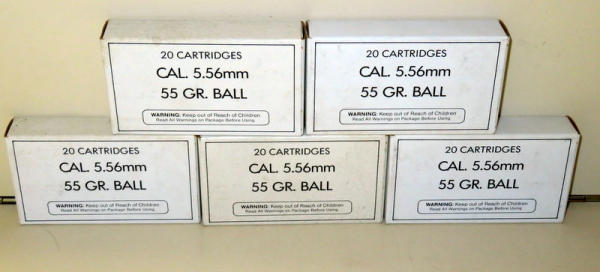 20 CARTRIDGES
CAL. 5.56mm
55 GR. BALL
WARNING: Keep out of Reach of Children
Read All Warnings on Package Before Using.
20 CARTRIDGES
CAL. 5.56mm
55 GR. BALL
WARNING: Keep out of Reach of Children
Read All Warnings on Package Before Using.
20 CARTRIDGES
CAL. 5.56mm
55 GR. BALL
WARNING: Keep out of Reach of Children
Read All Warnings on Package Before Using.
20 CARTRIDGES
CAL. 5.56mm
55 GR. BALL
WARNING: Keep out of Reach of Children
Read All Warnings on Package Before Using.
20 CARTRIDGES
CAL. 5.56mm
55 GR. BALL
WARNING: Keep out of Reach of Children
Read All Warnings on Package Before Using.